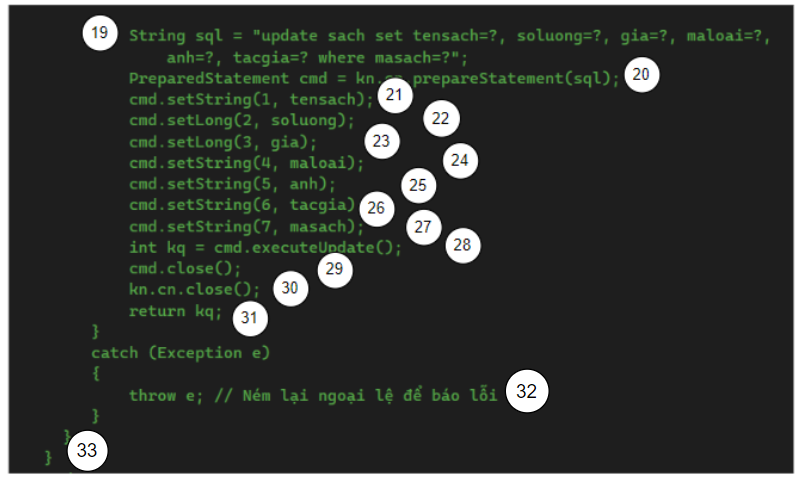 19 String sql = "update sach set tensach=?, soluong=?, gia=?, maloai=?,
anh=?, tacgia=? where masach=?";
PreparedStatement cmd = kn.cn.prepareStatement(sql); 20
cmd.setString(1, tensach); 21
cmd.setLong(2, soluong); 22
cmd.setLong(3, gia); 23
cmd.setString(4, maloai); 24
cmd.setString(5, anh); 25
cmd.setString(6, tacgia) 26
cmd.setString(7, masach); 27
int kq = cmd.executeUpdate(); 28
cmd.close(); 29
kn.cn.close(); 30
return kq; 31
}
catch (Exception e)
{
throw e; // Ném lại ngoại lệ để báo lỗi 32
}
}
} 33